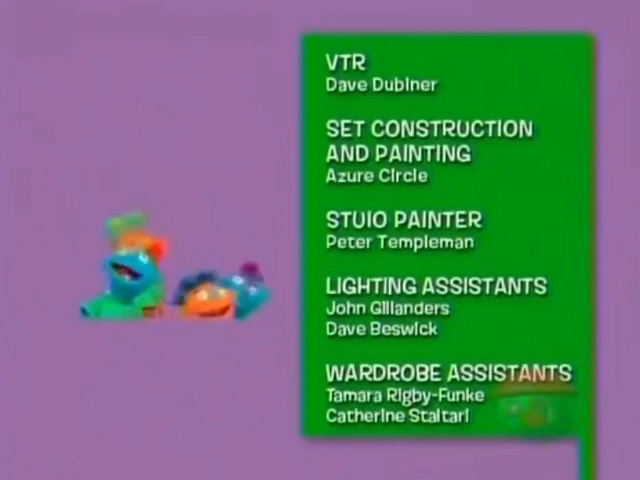 VTR
Dave Dubiner
SET CONSTRUCTION
AND PAINTING
Azure Circle
STUIO PAINTER
Peter Templeman
LIGHTING ASSISTANTS
John Gillanders
Dave Beswick
WARDROBE ASSISTANTS
Tamara Rigby-Funke
Catherine Staltari